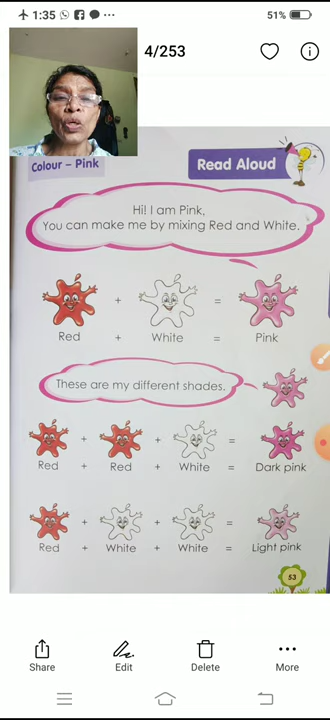 1:35
51%
4/253
Colour – Pink
Read Aloud
Hi! I am Pink,
You can make me by mixing Red and White.
+ =
Red + White = Pink
These are my different shades.
+ + =
Red + Red + White = Dark pink
+ + =
Red + White + White = Light pink
53
Share Edit Delete More